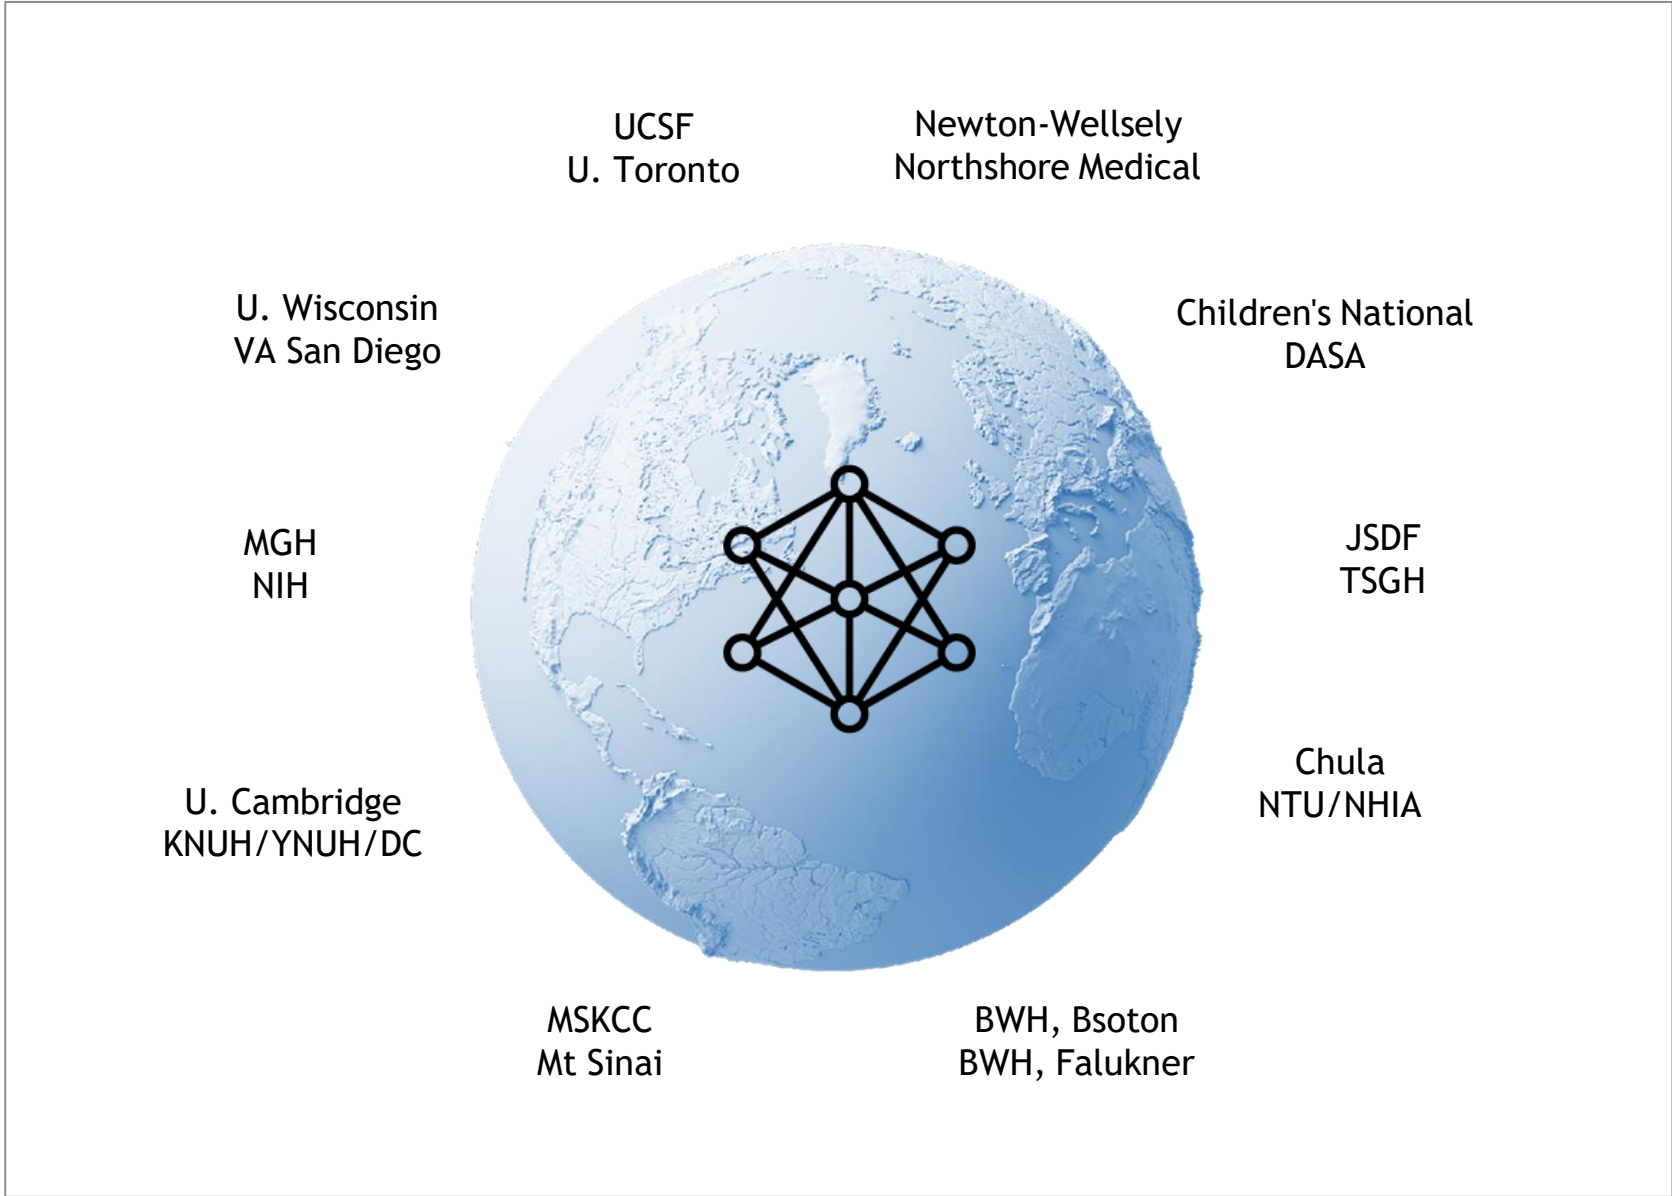 UCSF
U. Toronto
Newton-Wellsely
Northshore Medical
U. Wisconsin
VA San Diego
Children's National
DASA
MGH
NIH
JSDF
TSGH
U. Cambridge
KNUH/YNUH/DC
Chula
NTU/NHIA
MSKCC
Mt Sinai
BWH, Bsoton
BWH, Falukner